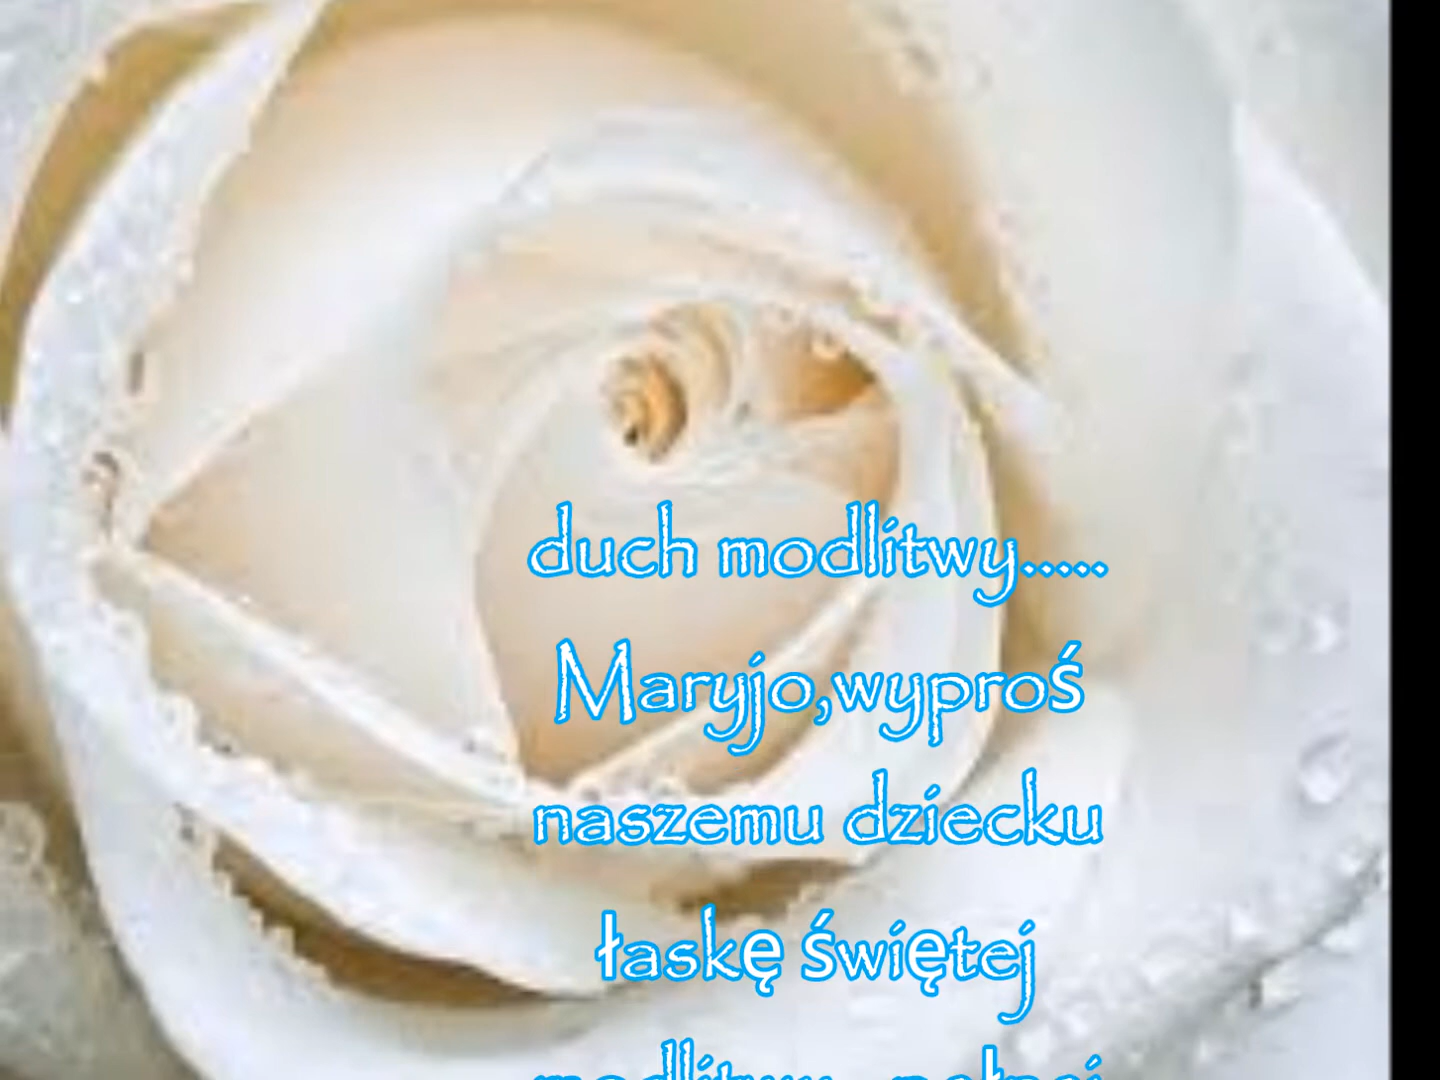 duch modlitwy.....
Maryjo,wyproś
naszemu dziecku
łaskę świętej